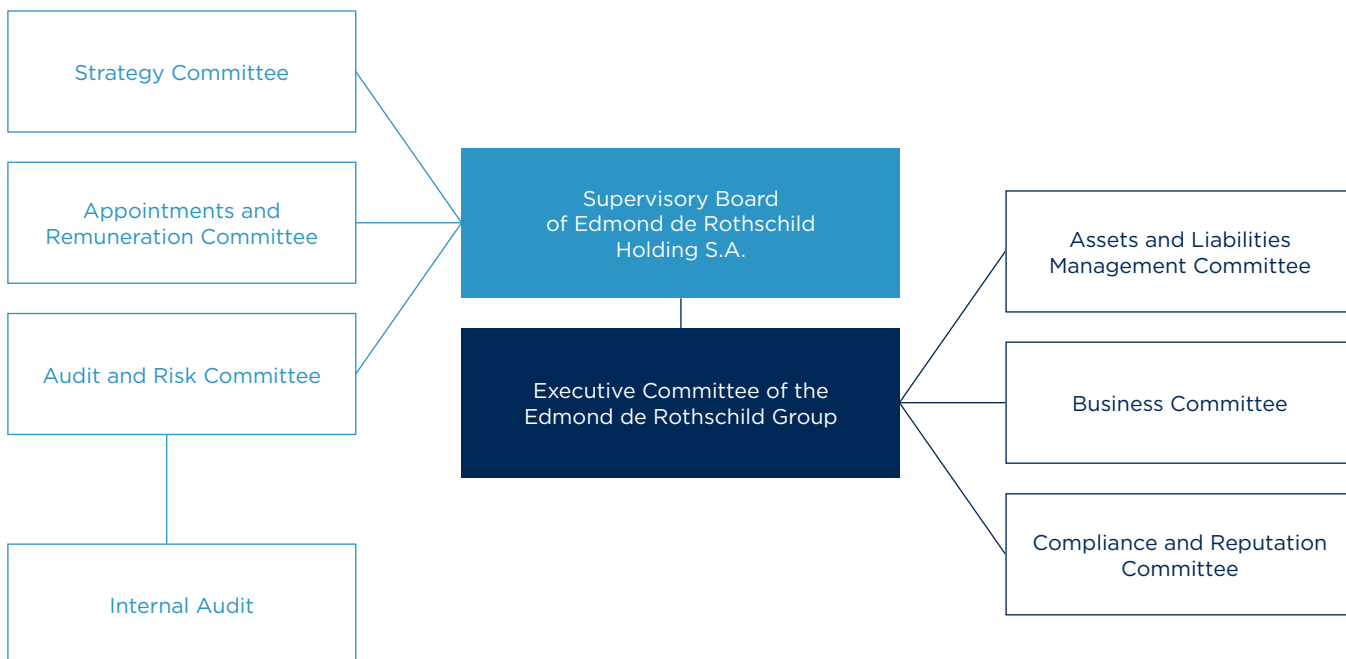 Strategy Committee
Appointments and
Remuneration Committee
Audit and Risk Committee
Internal Audit
Supervisory Board
of Edmond de Rothschild
Holding S.A.
Executive Committee of the
Edmond de Rothschild Group
Assets and Liabilities
Management Committee
Business Committee
Compliance and Reputation
Committee